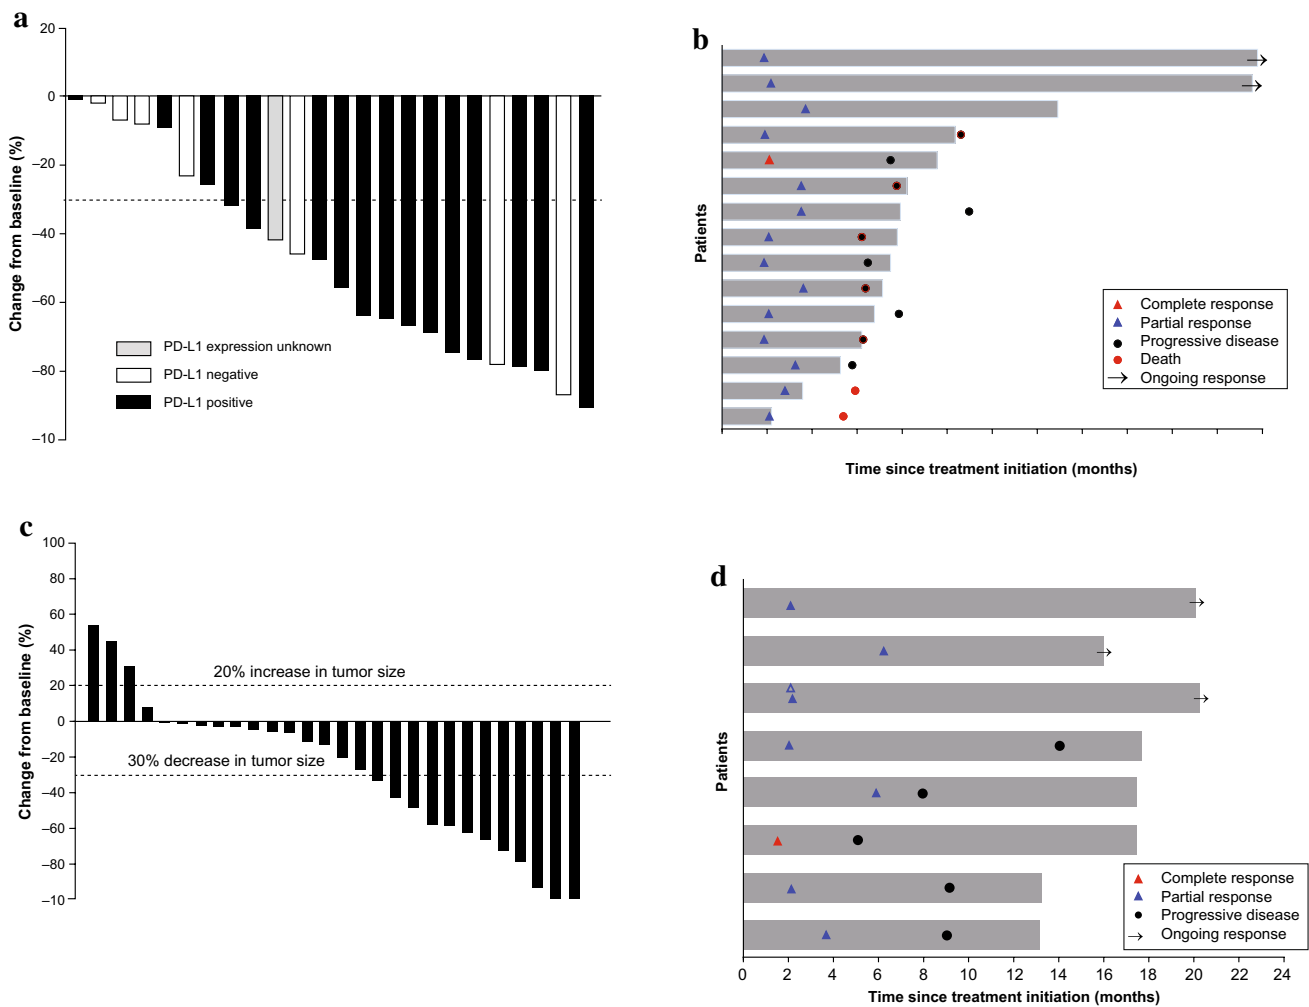 a
20
0
–20
–40
–60
–80
–10
Change from baseline (%)
PD-L1 expression unknown
PD-L1 negative
PD-L1 positive
b
Patients
Complete response
Partial response
Progressive disease
Death
Ongoing response
Time since treatment initiation (months)
c
100
80
60
40
20
0
–20
–40
–60
–80
–10
Change from baseline (%)
20% increase in tumor size
30% decrease in tumor size
d
Patients
Complete response
Partial response
Progressive disease
Ongoing response
0 2 4 6 8 10 12 14 16 18 20 22 24
Time since treatment initiation (months)